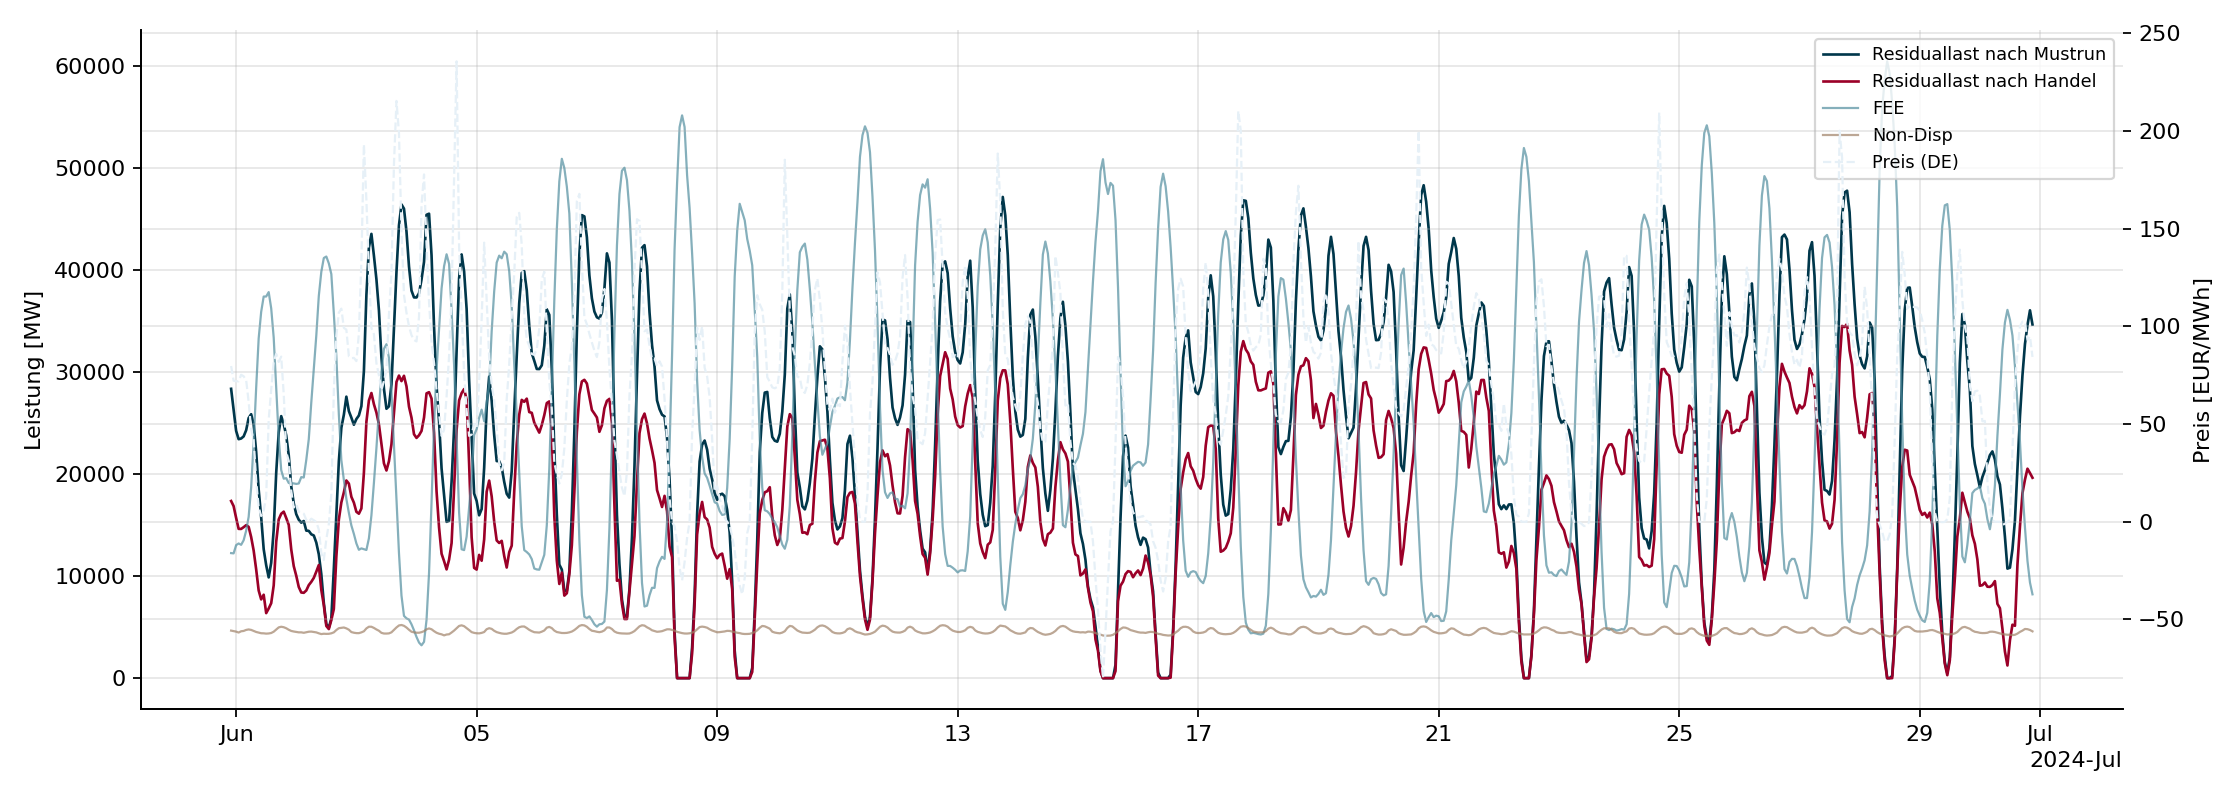 Leistung [MW]
60000
50000
40000
30000
20000
10000
0
250
200
150
100
50
0
−50
Preis [EUR/MWh]
Residuallast nach Mustrun
Residuallast nach Handel
FEE
Non-Disp
Preis (DE)
Jun 05 09 13 17 21 25 29 Jul
2024-Jul